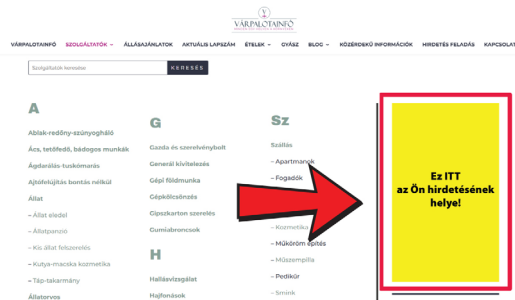 VÁRPALOTAINFÓ
VÁRPALOTAINFÓ SZOLGÁLTATÓK ÁLLÁSAJÁNLATOK AKTUÁLIS LAPSZÁM ÉTELEK GYÁSZ BLOG KÖZÉRDEKŰ INFORMÁCIÓK HIRDETÉS FELADÁS KAPCSOLAT
Szolgáltatók keresése
KERESÉS
A
Ablak-redőny-szúnyogháló
Ács, tetőfedő, bádogos munkák
Ágdarálás-tuskómarás
Ajtófelújítás bontás nélkül
Állat
– Állat eledel
– Állatpanzió
– Kis állat felszerelés
– Kutya-macska kozmetika
– Táp-takarmány
Állatorvos
G
Gazda és szerelvénybolt
Generál kivitelezés
Gépi földmunka
Gépkölcsönzés
Gipszkarton szerelés
Gumiabroncsok
H
Hallásvizsgálat
Hajfonások
Sz
Szállás
– Apartmanok
– Fogadók
– Kozmetika
– Műköröm építés
– Műszempilla
– Pedikűr
– Smink
Ez ITT
az Ön hirdetésének
helye!